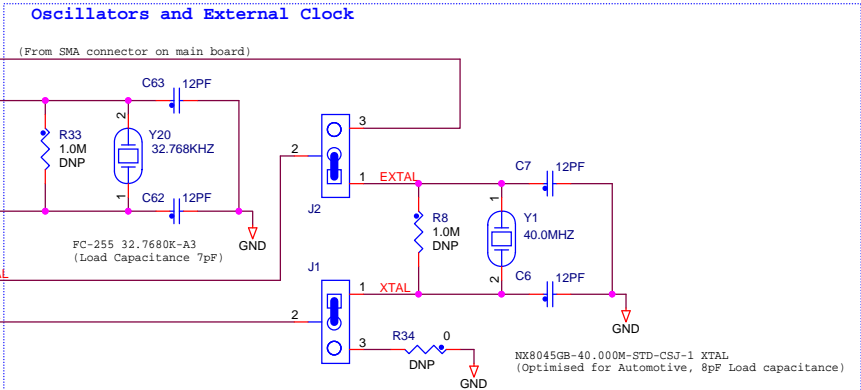 Oscillators and External Clock
(From SMA connector on main board)
C63 12PF
3
R33
1.0M
DNP
2
Y20
32.768KHZ
1
2
1 EXTAL
J2
C7 12PF
C62 12PF
GND
FC-255 32.7680K-A3
(Load Capacitance 7pF)
R8
1.0M
DNP
1
Y1
40.0MHZ
2
AL
J1
1 XTAL
C6 12PF
2
3
R34 0
DNP
GND
GND
NX8045GB-40.000M-STD-CSJ-1 XTAL
(Optimised for Automotive, 8pF Load capacitance)